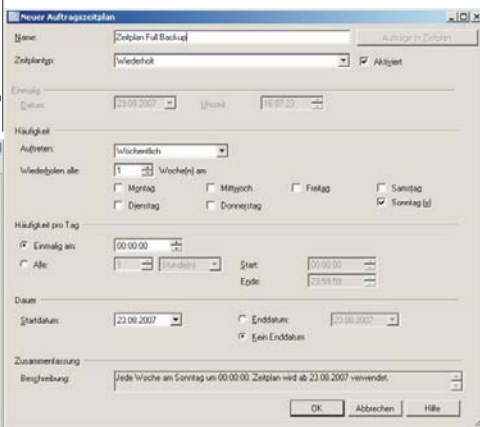 Neuer Auftragszeitplan
Name: Zeitplan Full Backup Aufträge in Zeitplan
Zeitplantyp: Wiederholt Aktiviert
Einmalig
Datum: 23.08.2007 Uhrzeit: 16:07:23
Häufigkeit
Auftreten: Wöchentlich
Wiederholen alle: 1 Woche(n) am
Montag Mittwoch Freitag Samstag
Dienstag Donnerstag Sonntag (s)
Häufigkeit pro Tag
Einmalig am: 00:00:00
Alle: 1 Stunde(n) Start: 00:00:00
Ende: 23:59:59
Dauer
Startdatum: 23.08.2007 Enddatum: 23.08.2007
Kein Enddatum
Zusammenfassung
Beschreibung: Jede Woche am Sonntag um 00:00:00. Zeitplan wird ab 23.08.2007 verwendet.
OK Abbrechen Hilfe